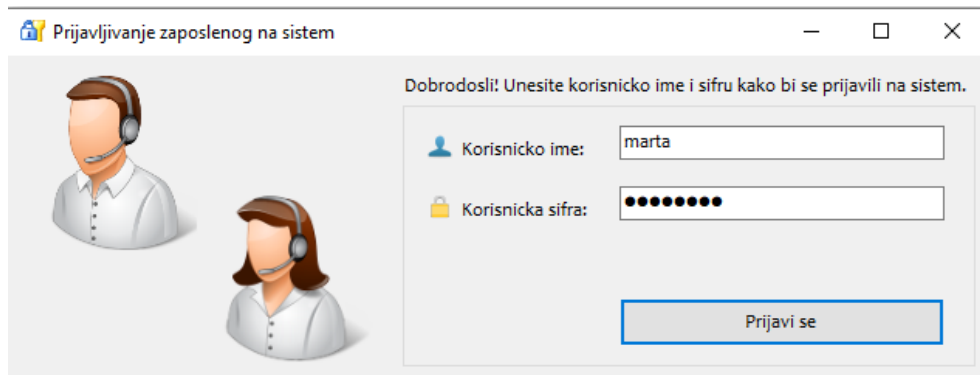 Prijavljivanje zaposlenog na sistem
Dobrodosli! Unesite korisnicko ime i sifru kako bi se prijavili na sistem.
Korisnicko ime: marta
Korisnicka sifra: ●●●●●●●●
Prijavi se